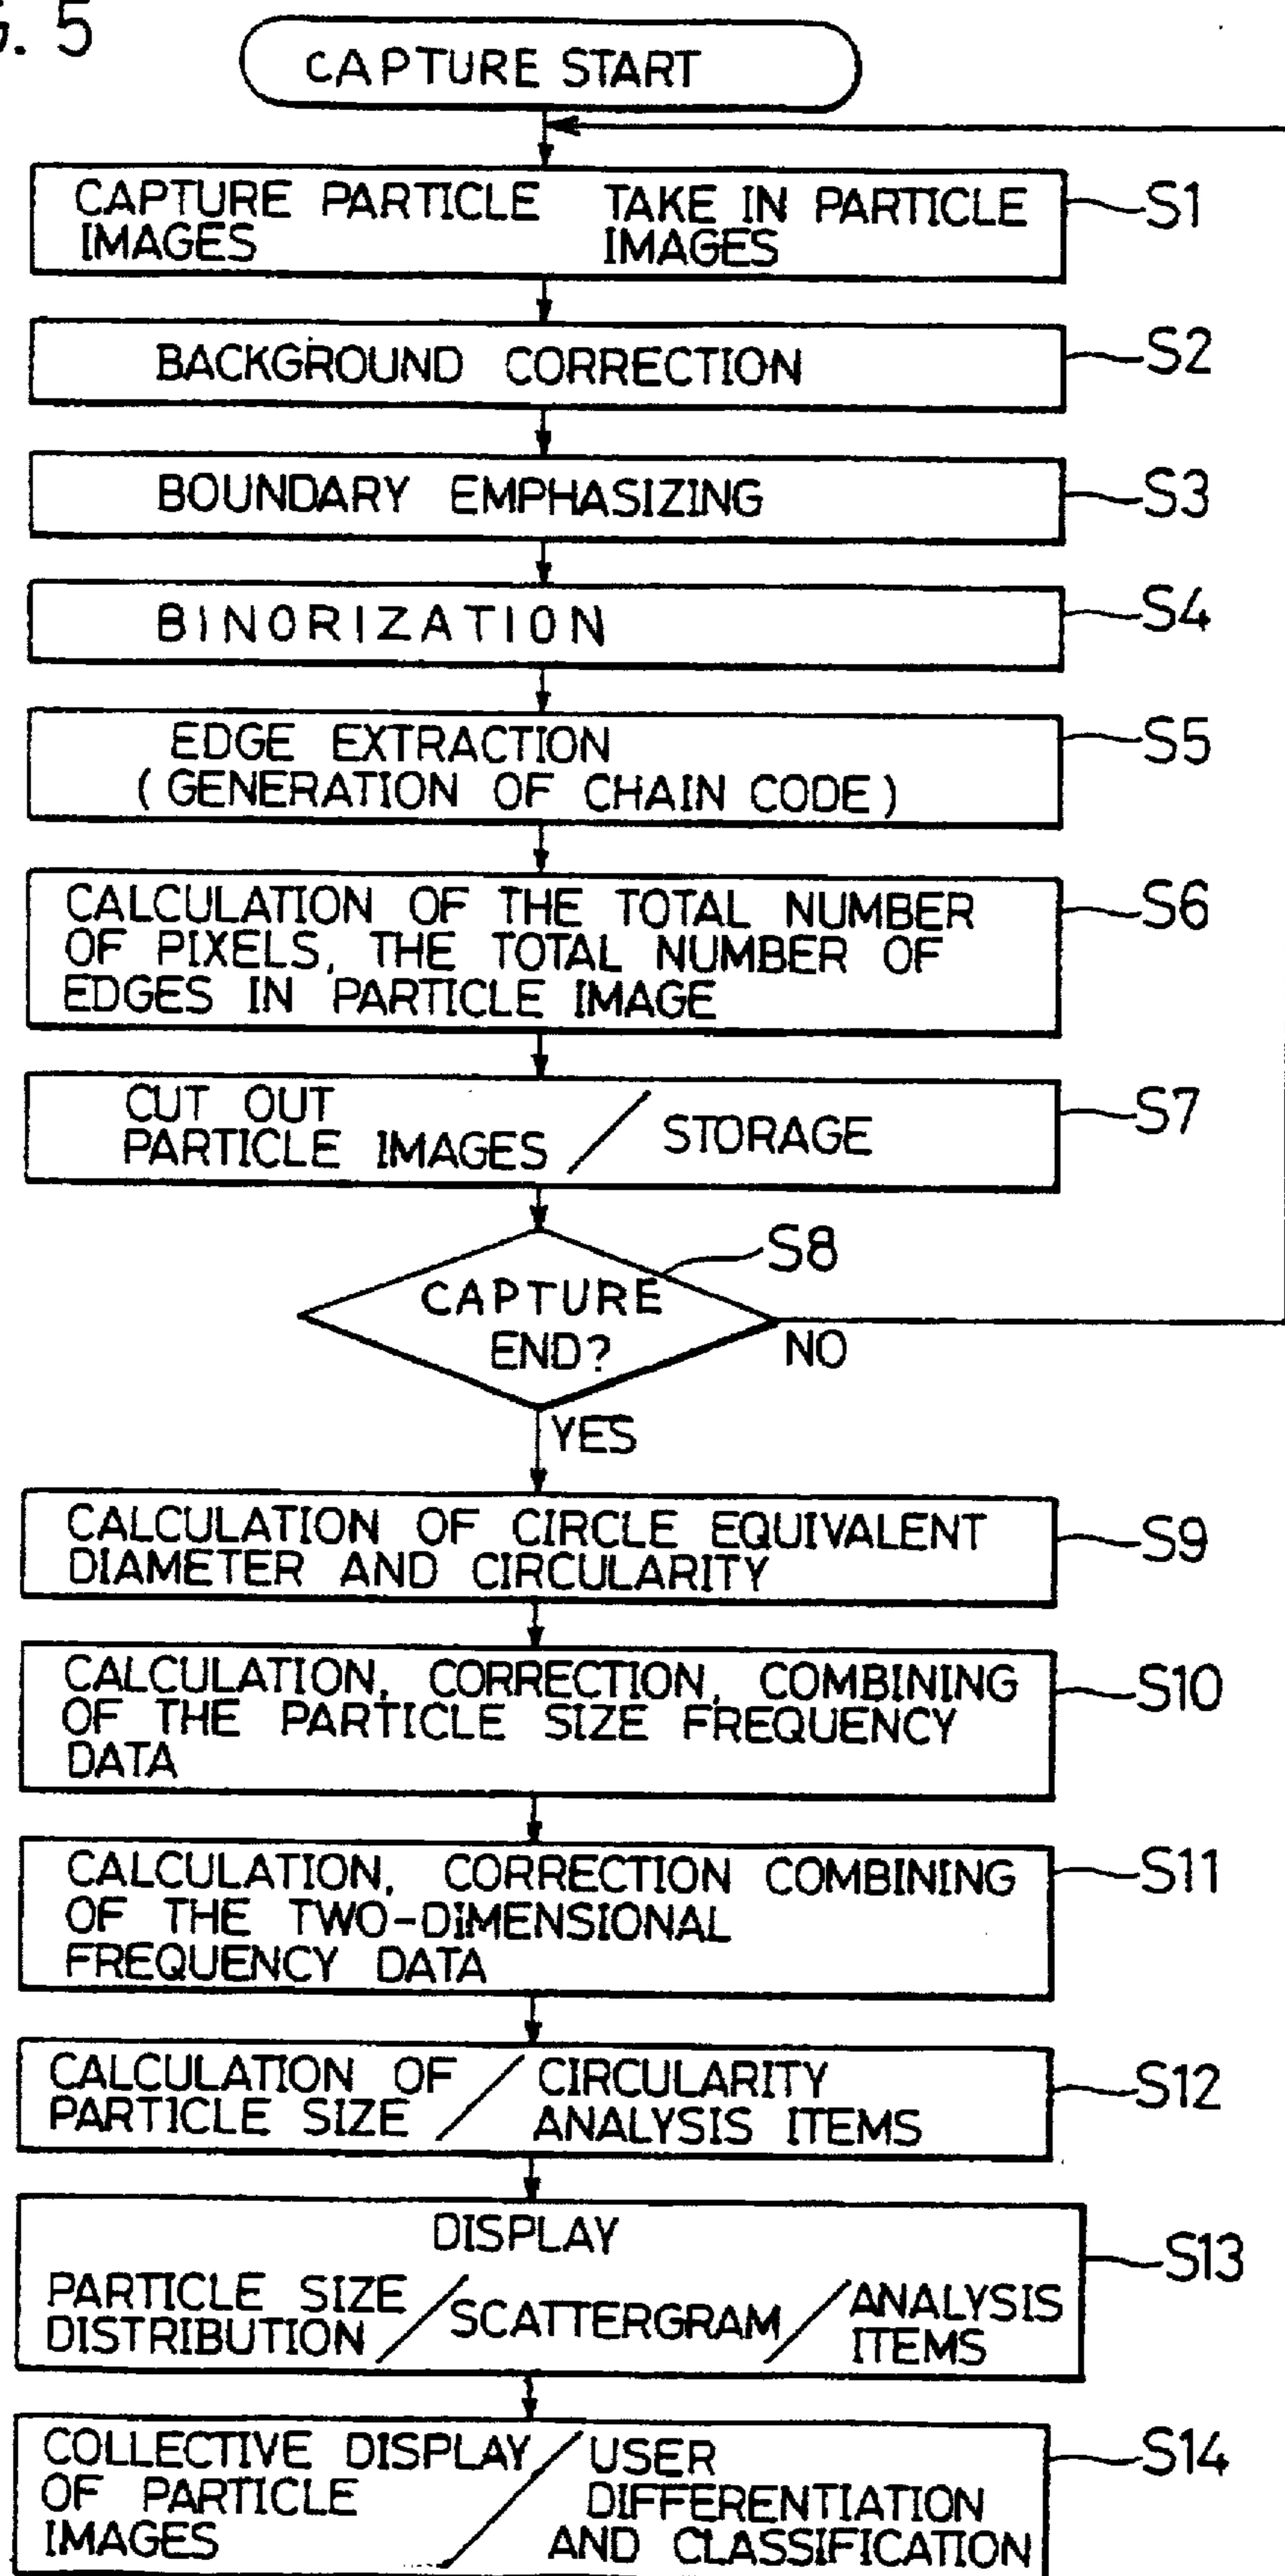 G. 5
CAPTURE START
CAPTURE PARTICLE TAKE IN PARTICLE S1
IMAGES IMAGES
BACKGROUND CORRECTION S2
BOUNDARY EMPHASIZING S3
BINORIZATION S4
EDGE EXTRACTION S5
(GENERATION OF CHAIN CODE)
CALCULATION OF THE TOTAL NUMBER S6
OF PIXELS, THE TOTAL NUMBER OF
EDGES IN PARTICLE IMAGE
CUT OUT S7
PARTICLE IMAGES / STORAGE
S8
CAPTURE
END?
NO
YES
CALCULATION OF CIRCLE EQUIVALENT S9
DIAMETER AND CIRCULARITY
CALCULATION, CORRECTION, COMBINING S10
OF THE PARTICLE SIZE FREQUENCY
DATA
CALCULATION, CORRECTION COMBINING S11
OF THE TWO-DIMENSIONAL
FREQUENCY DATA
CALCULATION OF / CIRCULARITY S12
PARTICLE SIZE ANALYSIS ITEMS
DISPLAY S13
PARTICLE SIZE / SCATTERGRAM / ANALYSIS
DISTRIBUTION ITEMS
COLLECTIVE DISPLAY / USER S14
OF PARTICLE DIFFERENTIATION
IMAGES AND CLASSIFICATION